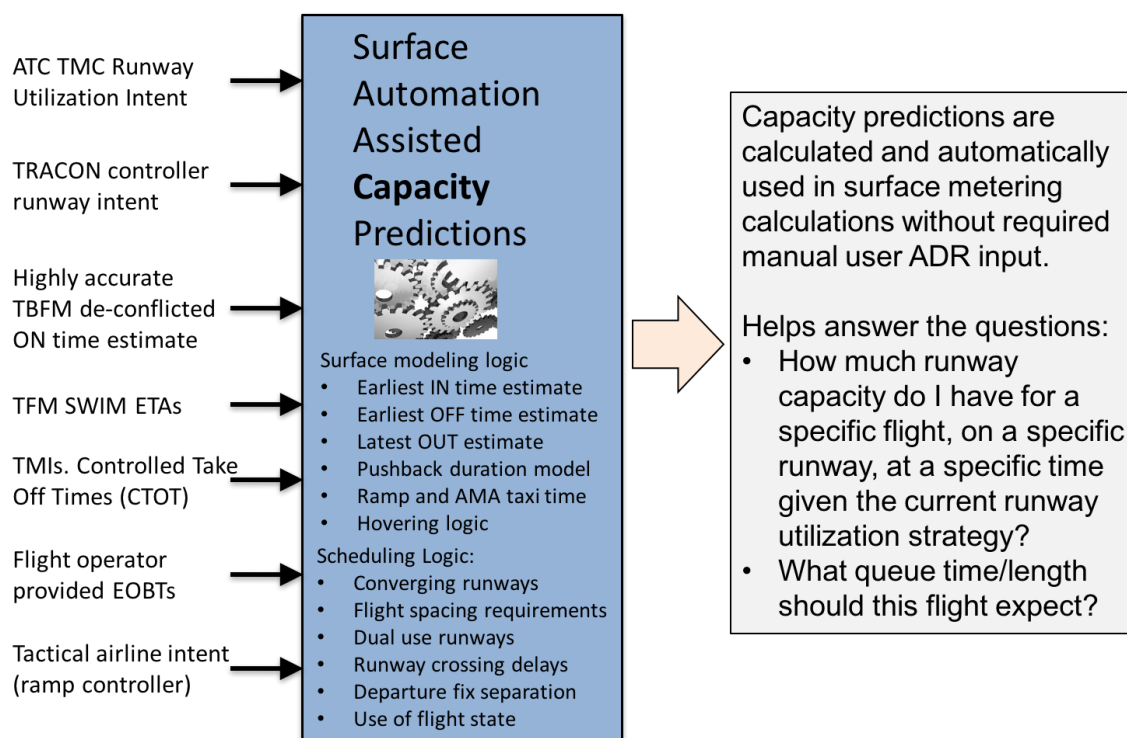 ATC TMC Runway
Utilization Intent
TRACON controller
runway intent
Highly accurate
TBFM de-conflicted
ON time estimate
TFM SWIM ETAs
TMIs. Controlled Take
Off Times (CTOT)
Flight operator
provided EOBTs
Tactical airline intent
(ramp controller)
Surface
Automation
Assisted
Capacity
Predictions
Surface modeling logic
• Earliest IN time estimate
• Earliest OFF time estimate
• Latest OUT estimate
• Pushback duration model
• Ramp and AMA taxi time
• Hovering logic
Scheduling Logic:
• Converging runways
• Flight spacing requirements
• Dual use runways
• Runway crossing delays
• Departure fix separation
• Use of flight state
Capacity predictions are
calculated and automatically
used in surface metering
calculations without required
manual user ADR input.
Helps answer the questions:
• How much runway
capacity do I have for a
specific flight, on a specific
runway, at a specific time
given the current runway
utilization strategy?
• What queue time/length
should this flight expect?